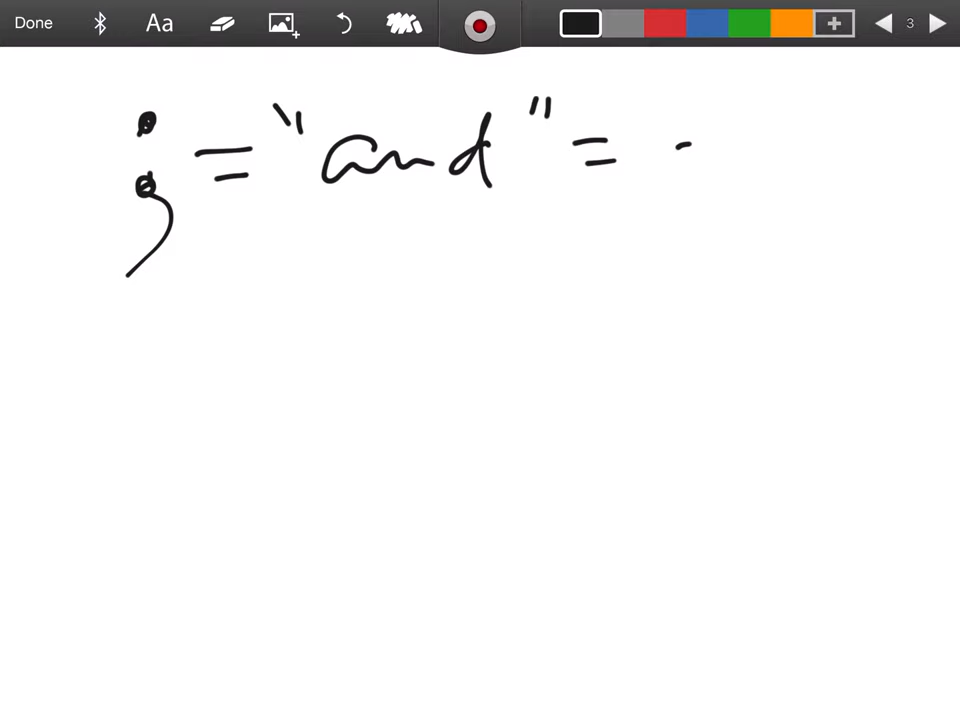 Done Aa 3
; = "and" = -